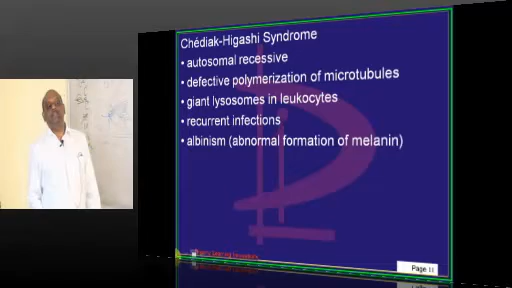 Chédiak-Higashi Syndrome
• autosomal recessive
• defective polymerization of microtubules
• giant lysosomes in leukocytes
• recurrent infections
• albinism (abnormal formation of melanin)
Page 11